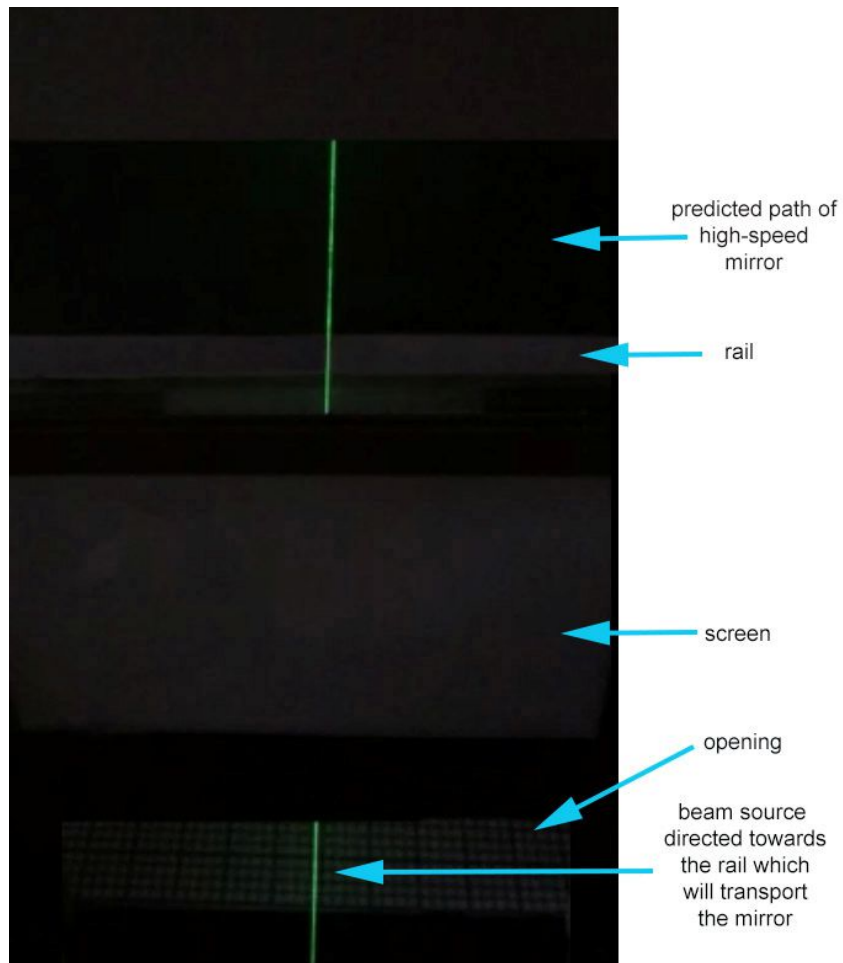 predicted path of
high-speed
mirror
rail
screen
opening
beam source
directed towards
the rail which
will transport
the mirror